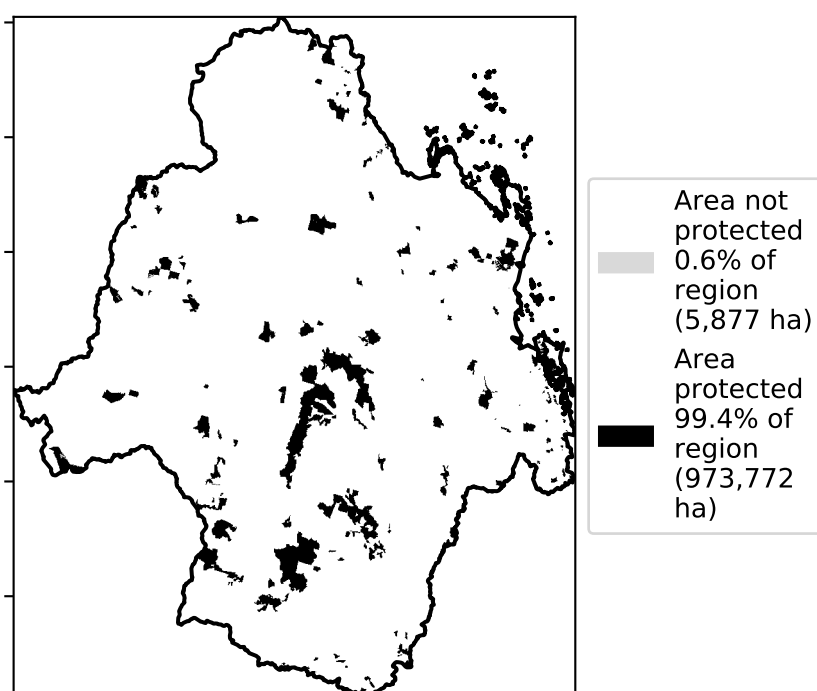 Area not
protected
0.6% of
region
(5,877 ha)
Area
protected
99.4% of
region
(973,772
ha)